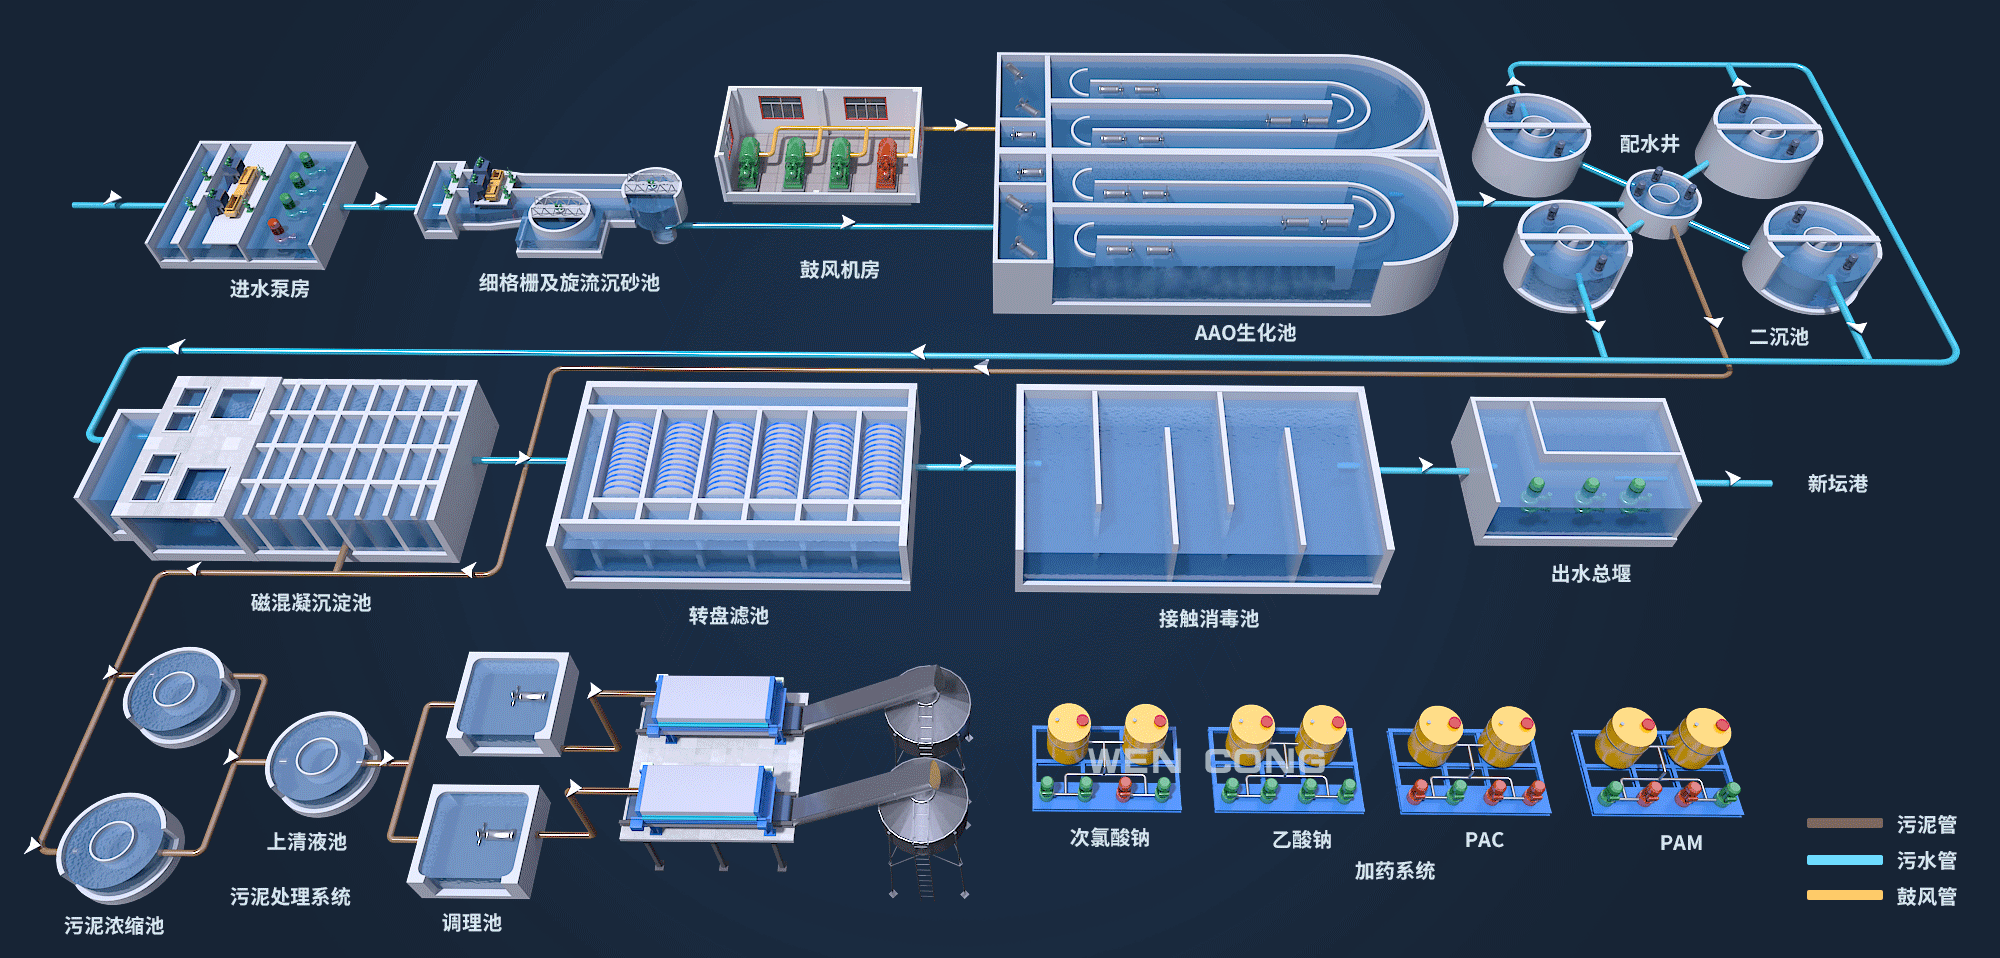 配水井
进水泵房
细格栅及旋流沉砂池
鼓风机房
AAO生化池
二沉池
新坛港
磁混凝沉淀池
转盘滤池
接触消毒池
出水总堰
WEN CONG
上清液池
次氯酸钠
乙酸钠
PAC
PAM
加药系统
污泥处理系统
污泥浓缩池
调理池
污泥管
污水管
鼓风管